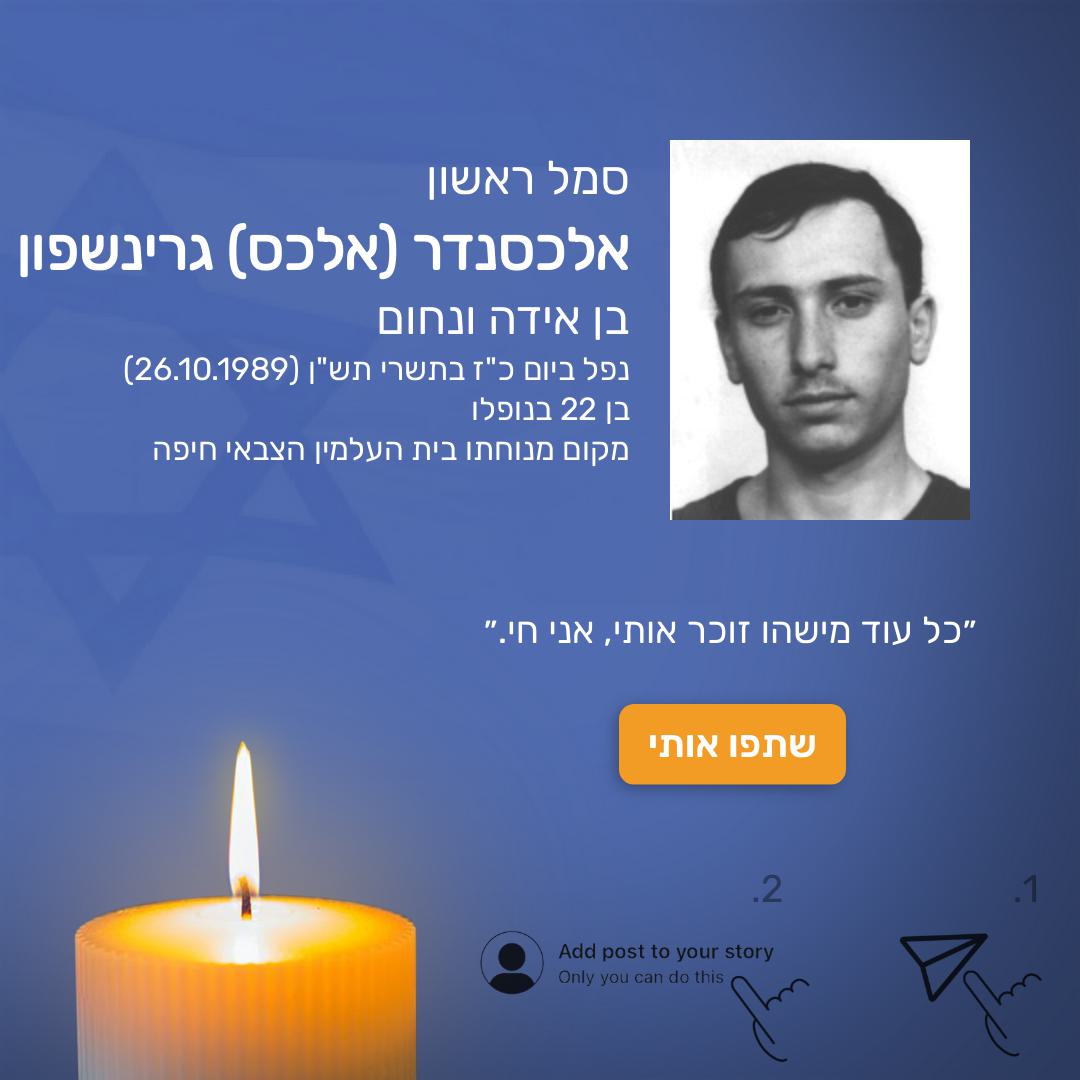 סמל ראשון
אלכסנדר (אלכס) גרינשפון
בן אידה ונחום
נפל ביום כ"ז בתשרי תש"ן (26.10.1989)
בן 22 בנופלו
מקום מנוחתו בית העלמין הצבאי חיפה
״כל עוד מישהו זוכר אותי, אני חי.״
שתפו אותי
1.
2.
Add post to your story
Only you can do this